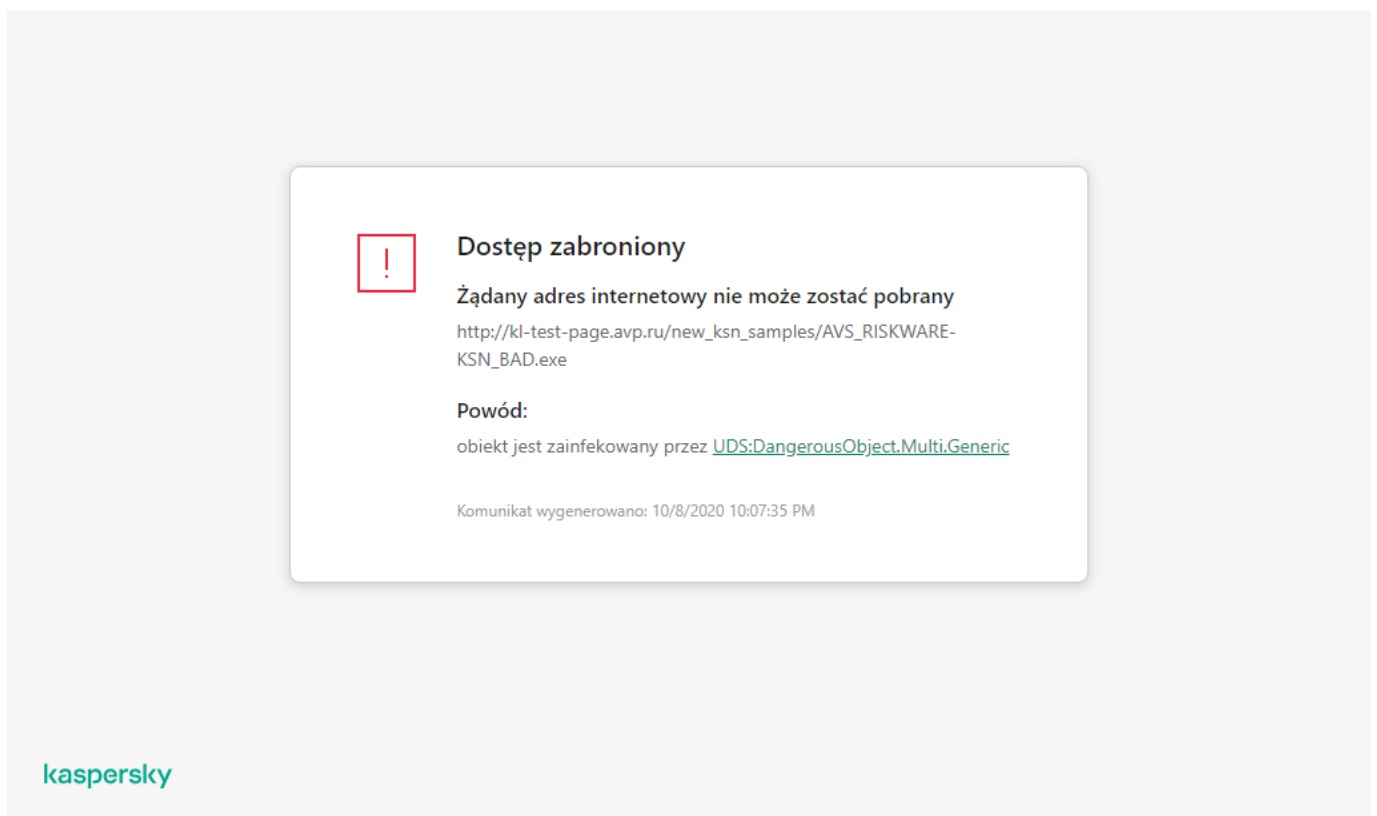 !
Dostęp zabroniony
Żądany adres internetowy nie może zostać pobrany
http://kl-test-page.avp.ru/new_ksn_samples/AVS_RISKWARE-
KSN_BAD.exe
Powód:
obiekt jest zainfekowany przez UDS:DangerousObject.Multi.Generic
Komunikat wygenerowano: 10/8/2020 10:07:35 PM
kaspersky